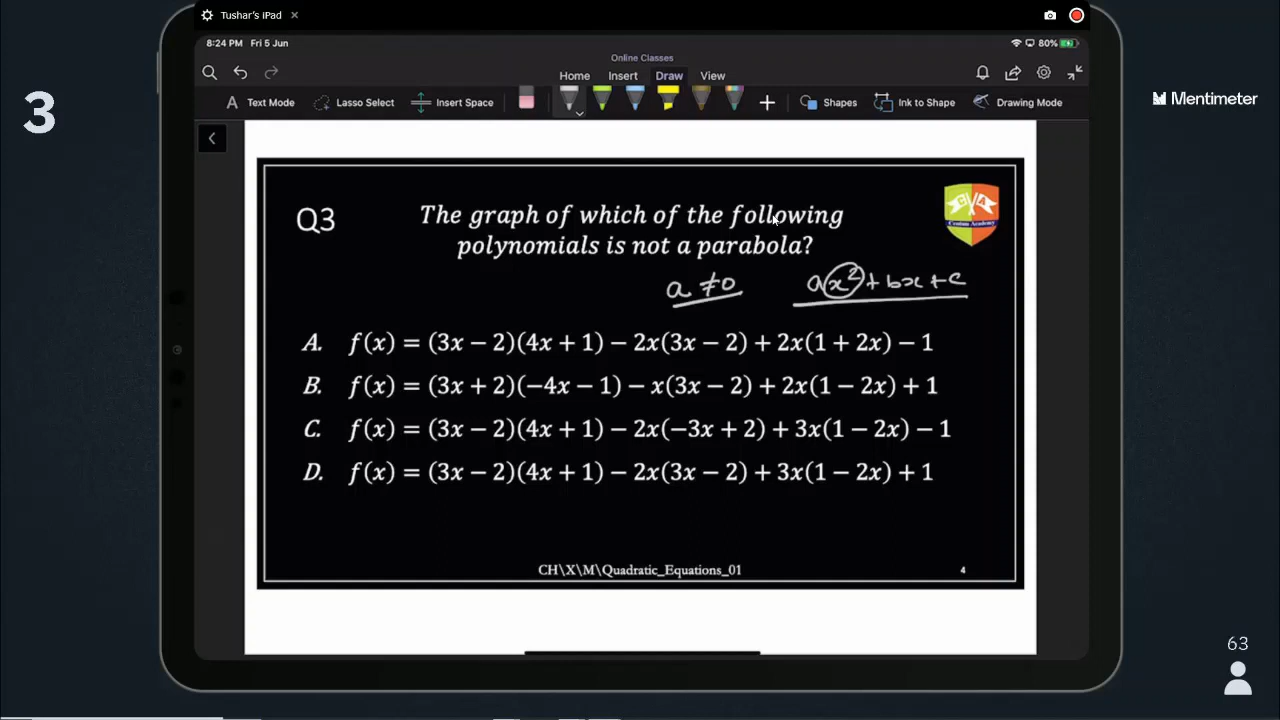 Tushar's iPad ×
8:24 PM Fri 5 Jun
80%
Online Classes
Home Insert Draw View
A Text Mode Lasso Select Insert Space Shapes Ink to Shape Drawing Mode
3
Mentimeter
Q3
The graph of which of the following
polynomials is not a parabola?
Centum Academy
a ≠ 0 ax² + bx + c
A. f(x) = (3x − 2)(4x + 1) − 2x(3x − 2) + 2x(1 + 2x) − 1
B. f(x) = (3x + 2)(−4x − 1) − x(3x − 2) + 2x(1 − 2x) + 1
C. f(x) = (3x − 2)(4x + 1) − 2x(−3x + 2) + 3x(1 − 2x) − 1
D. f(x) = (3x − 2)(4x + 1) − 2x(3x − 2) + 3x(1 − 2x) + 1
CH\X\M\Quadratic_Equations_01
4
63